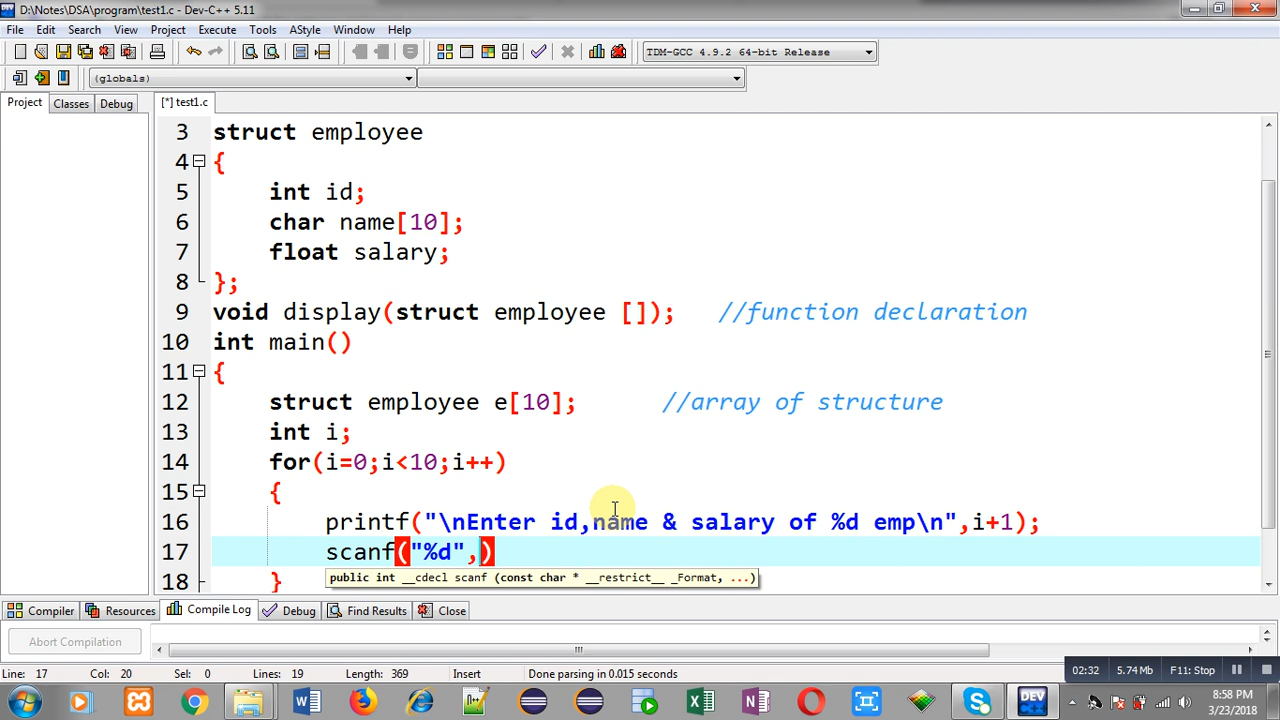 D:\Notes\DSA\program\test1.c - Dev-C++ 5.11
File Edit Search View Project Execute Tools AStyle Window Help
TDM-GCC 4.9.2 64-bit Release
(globals)
Project Classes Debug [*] test1.c
3 struct employee
4 {
5 int id;
6 char name[10];
7 float salary;
8 };
9 void display(struct employee []); //function declaration
10 int main()
11 {
12 struct employee e[10]; //array of structure
13 int i;
14 for(i=0;i<10;i++)
15 {
16 printf("\nEnter id,name & salary of %d emp\n",i+1);
17 scanf("%d",)
public int __cdecl scanf (const char * __restrict__ _Format, ...)
18 }
Compiler Resources Compile Log Debug Find Results Close
Abort Compilation
Line: 17 Col: 20 Sel: 0 Lines: 19 Length: 369 Insert Done parsing in 0.015 seconds
02:32 5.74 Mb F11: Stop
DEV
8:58 PM
3/23/2018